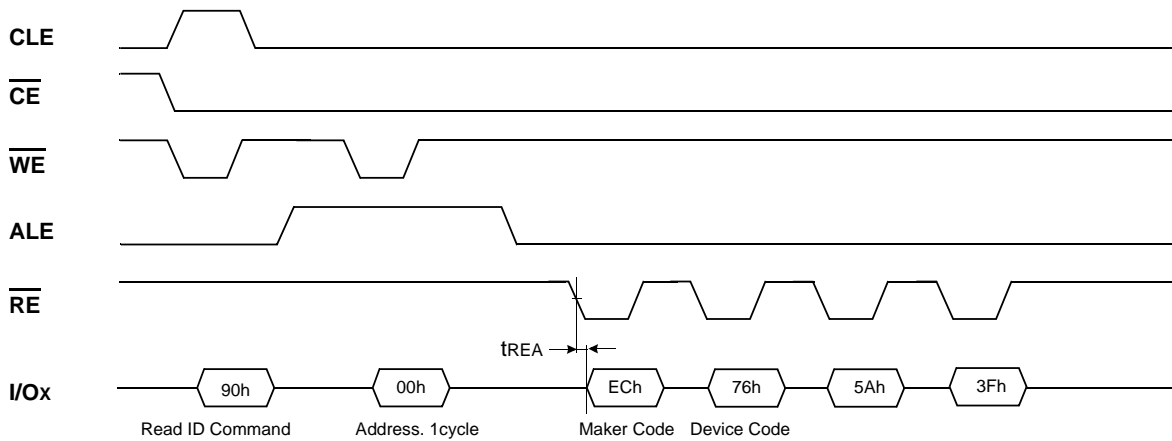 CLE
CE
WE
ALE
RE
tREA
I/Ox
90h 00h ECh 76h 5Ah 3Fh
Read ID Command Address. 1cycle Maker Code Device Code